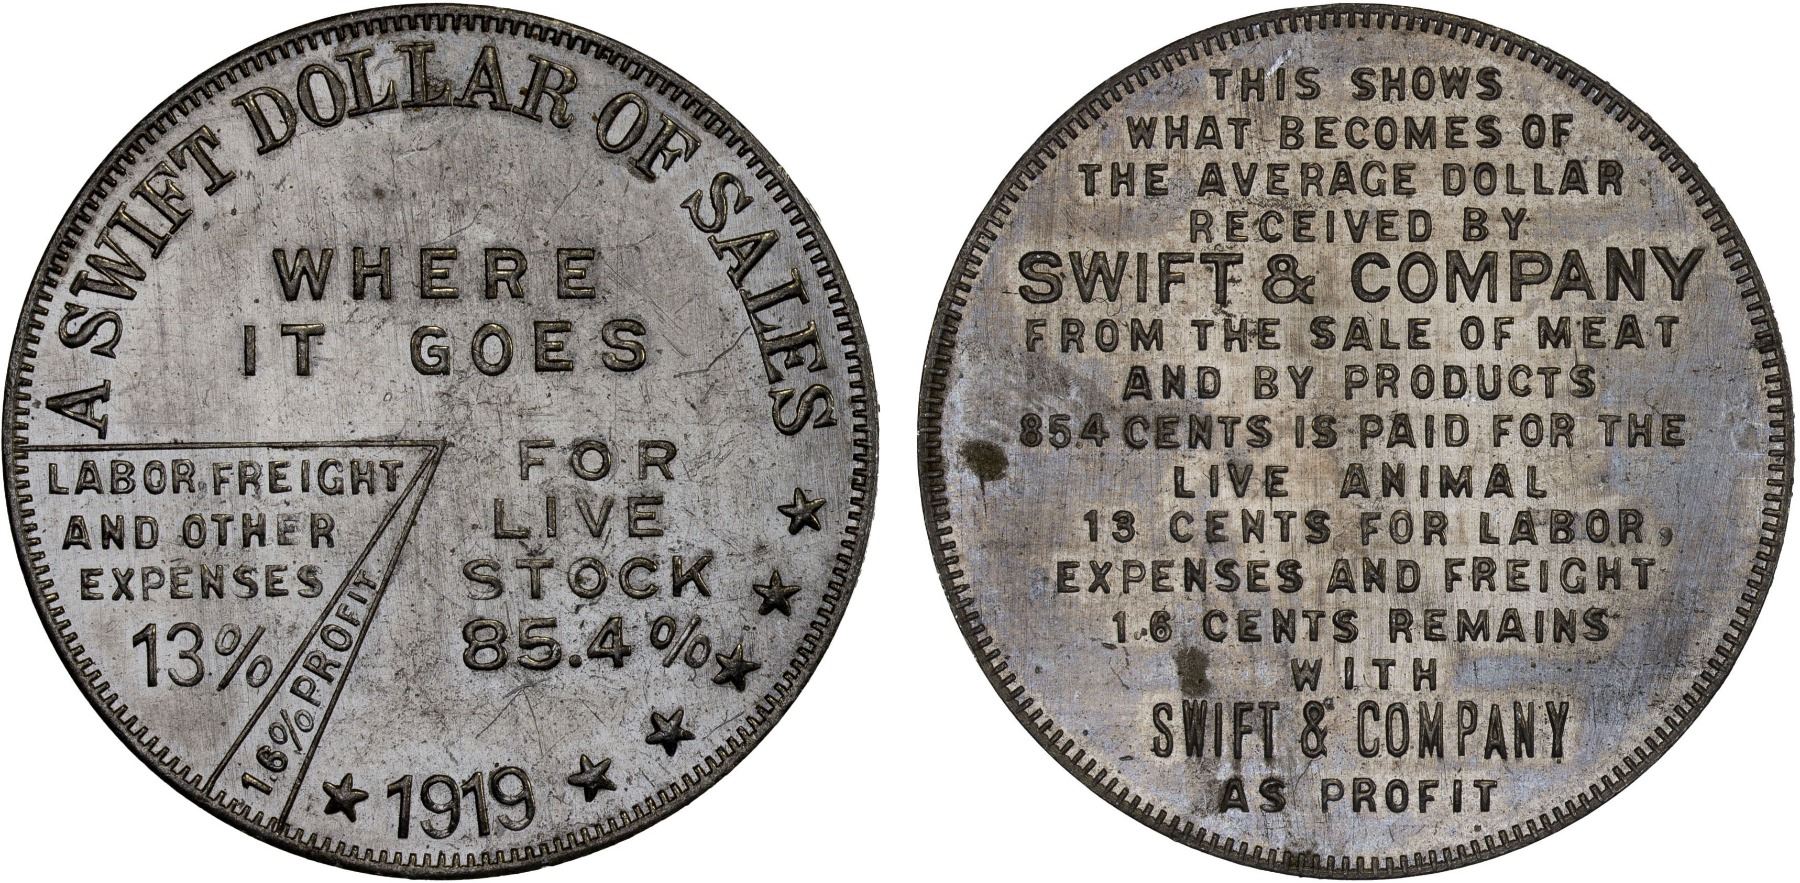 A SWIFT DOLLAR OF SALES
WHERE
IT GOES
LABOR, FREIGHT
AND OTHER
EXPENSES
13%
1.6% PROFIT
FOR
LIVE
STOCK
85.4%
1919
THIS SHOWS
WHAT BECOMES OF
THE AVERAGE DOLLAR
RECEIVED BY
SWIFT & COMPANY
FROM THE SALE OF MEAT
AND BY PRODUCTS
854 CENTS IS PAID FOR THE
LIVE ANIMAL
13 CENTS FOR LABOR,
EXPENSES AND FREIGHT
1.6 CENTS REMAINS
WITH
SWIFT & COMPANY
AS PROFIT